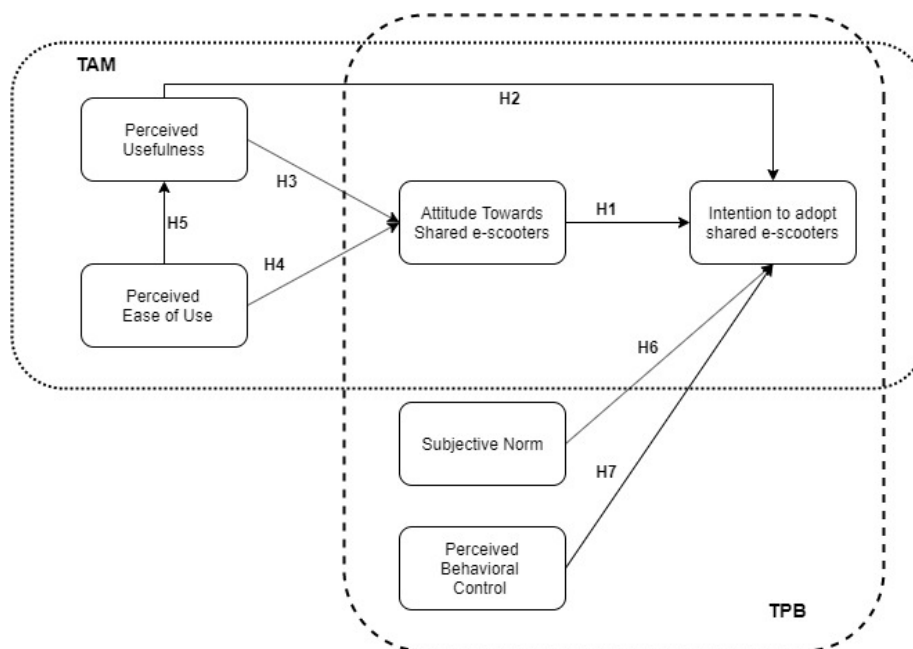 TAM
H2
Perceived
Usefulness
H3
Attitude Towards
Shared e-scooters
H1
Intention to adopt
shared e-scooters
H5
H4
Perceived
Ease of Use
H6
Subjective Norm
H7
Perceived
Behavioral
Control
TPB